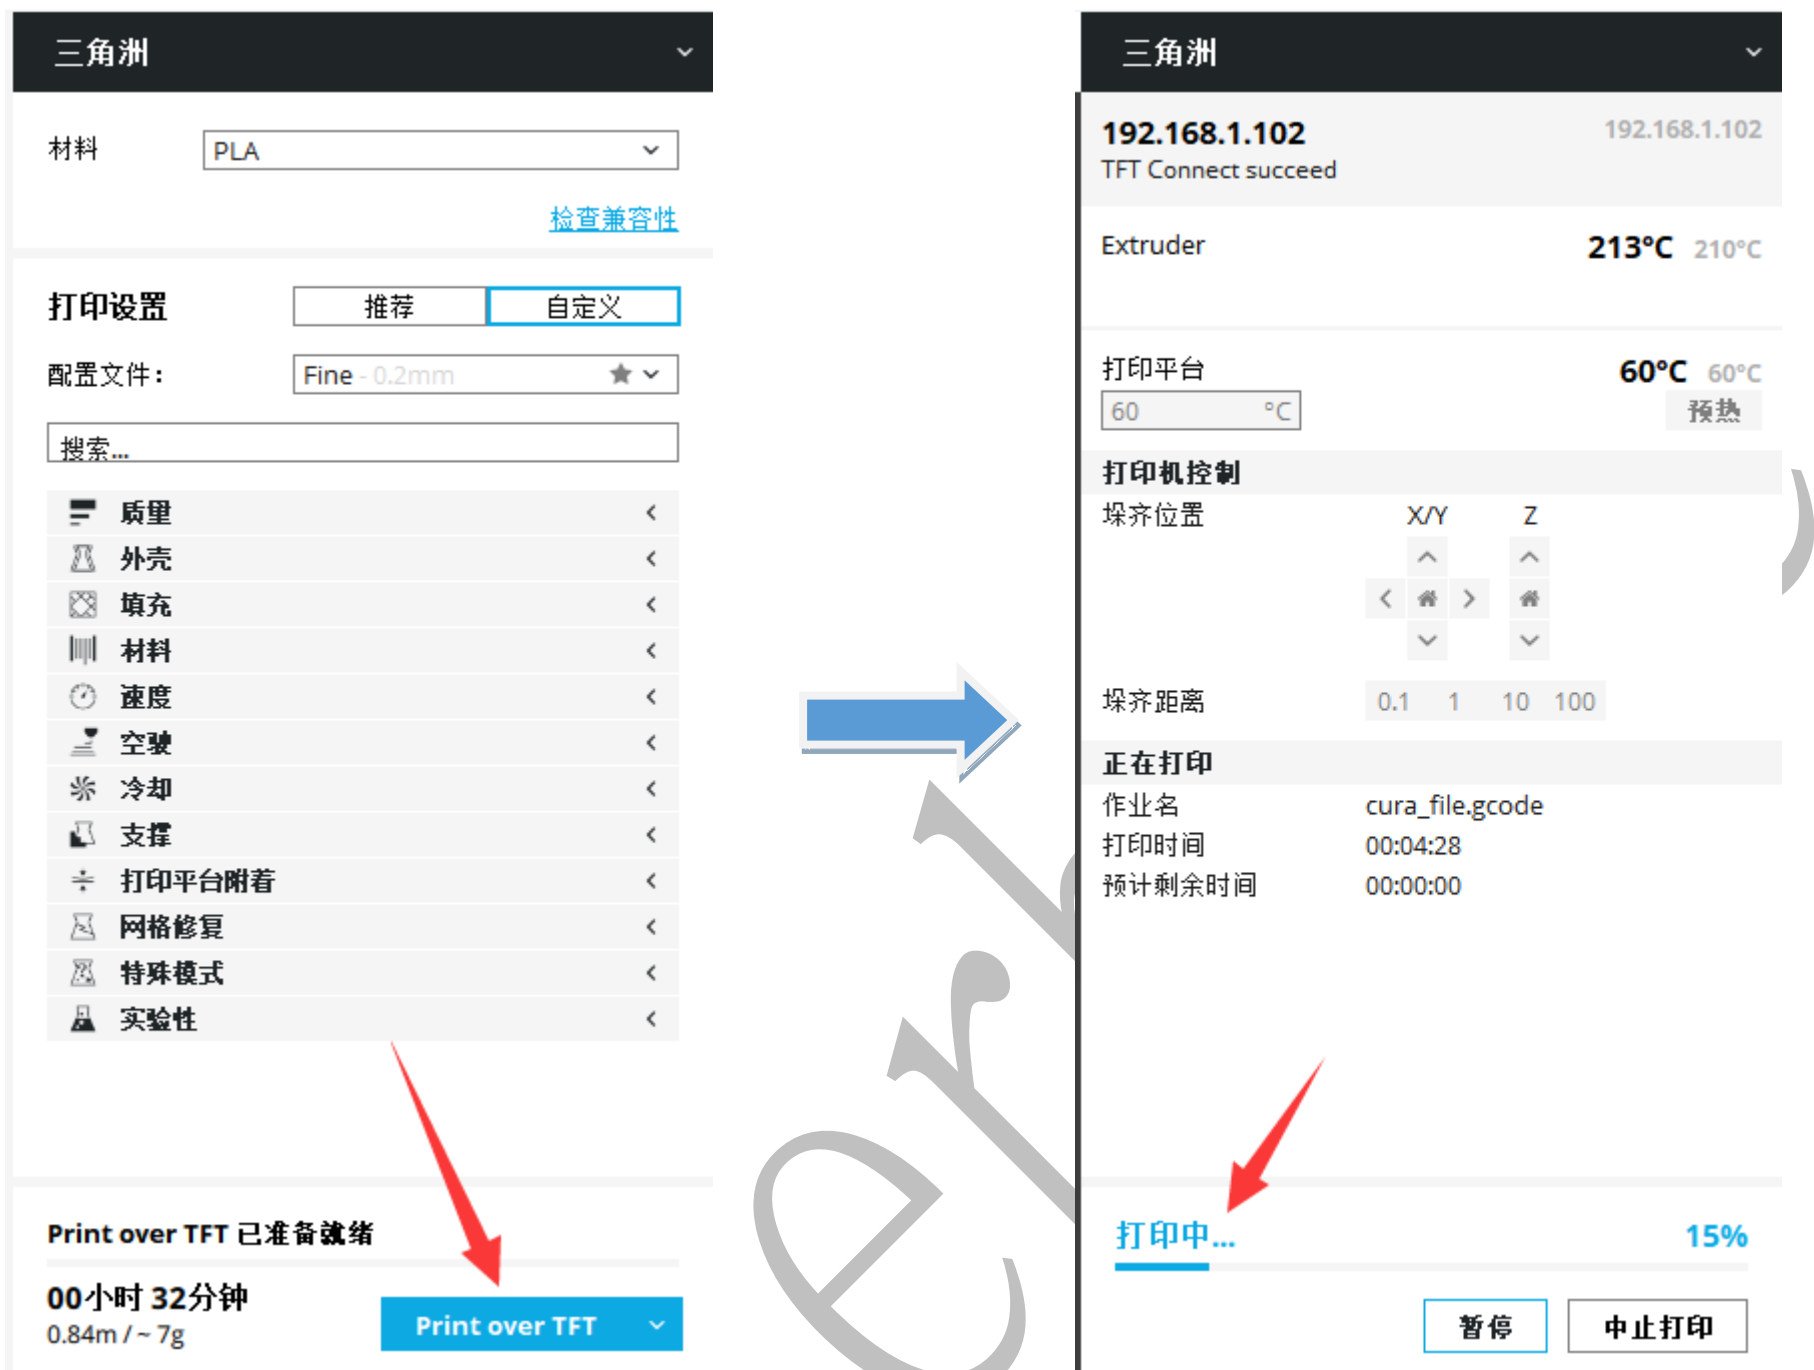 三角洲
材料 PLA
检查兼容性
打印设置 推荐 自定义
配置文件： Fine - 0.2mm
搜索...
质量
外壳
填充
材料
速度
空驶
冷却
支撑
打印平台附着
网格修复
特殊模式
实验性
Print over TFT 已准备就绪
00小时 32分钟
0.84m / ~ 7g
Print over TFT
三角洲
192.168.1.102 192.168.1.102
TFT Connect succeed
Extruder 213°C 210°C
打印平台 60°C 60°C
60 °C 预热
打印机控制
垛齐位置 X/Y Z
垛齐距离 0.1 1 10 100
正在打印
作业名 cura_file.gcode
打印时间 00:04:28
预计剩余时间 00:00:00
打印中... 15%
暂停 中止打印